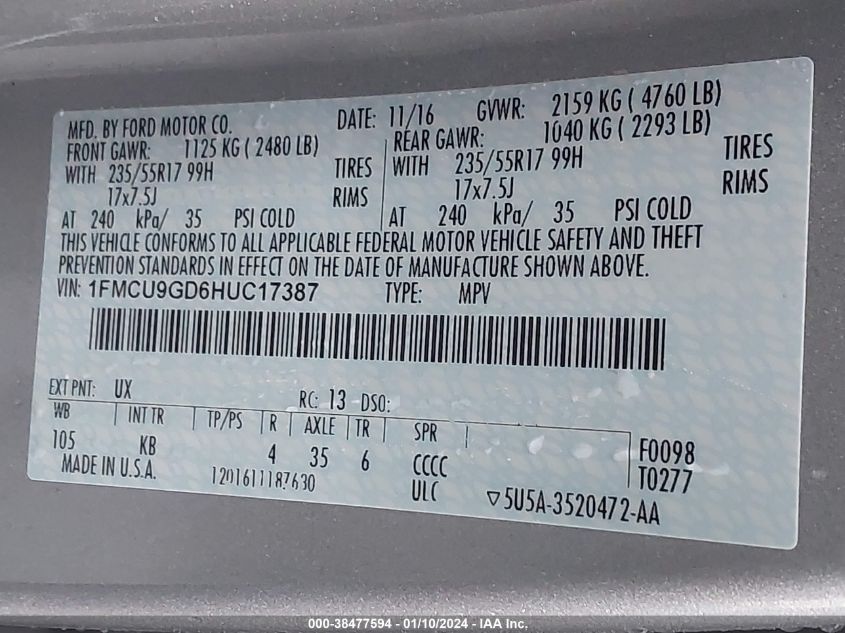 MFD. BY FORD MOTOR CO. DATE: 11/16 GVWR: 2159 KG ( 4760 LB)
FRONT GAWR: 1125 KG ( 2480 LB) REAR GAWR: 1040 KG ( 2293 LB)
WITH 235/55R17 99H TIRES WITH 235/55R17 99H TIRES
17x7.5J RIMS 17x7.5J RIMS
AT 240 kPa/ 35 PSI COLD AT 240 kPa/ 35 PSI COLD
THIS VEHICLE CONFORMS TO ALL APPLICABLE FEDERAL MOTOR VEHICLE SAFETY AND THEFT
PREVENTION STANDARDS IN EFFECT ON THE DATE OF MANUFACTURE SHOWN ABOVE.
VIN: 1FMCU9GD6HUC17387 TYPE: MPV
EXT PNT: UX RC: 13 DSO:
WB INT TR TP/PS R AXLE TR SPR
105 KB 4 35 6 CCCC F0098
MADE IN U.S.A. 1201611187630 ULC T0277
5U5A-3520472-AA
000-38477594 - 01/10/2024 - IAA Inc.